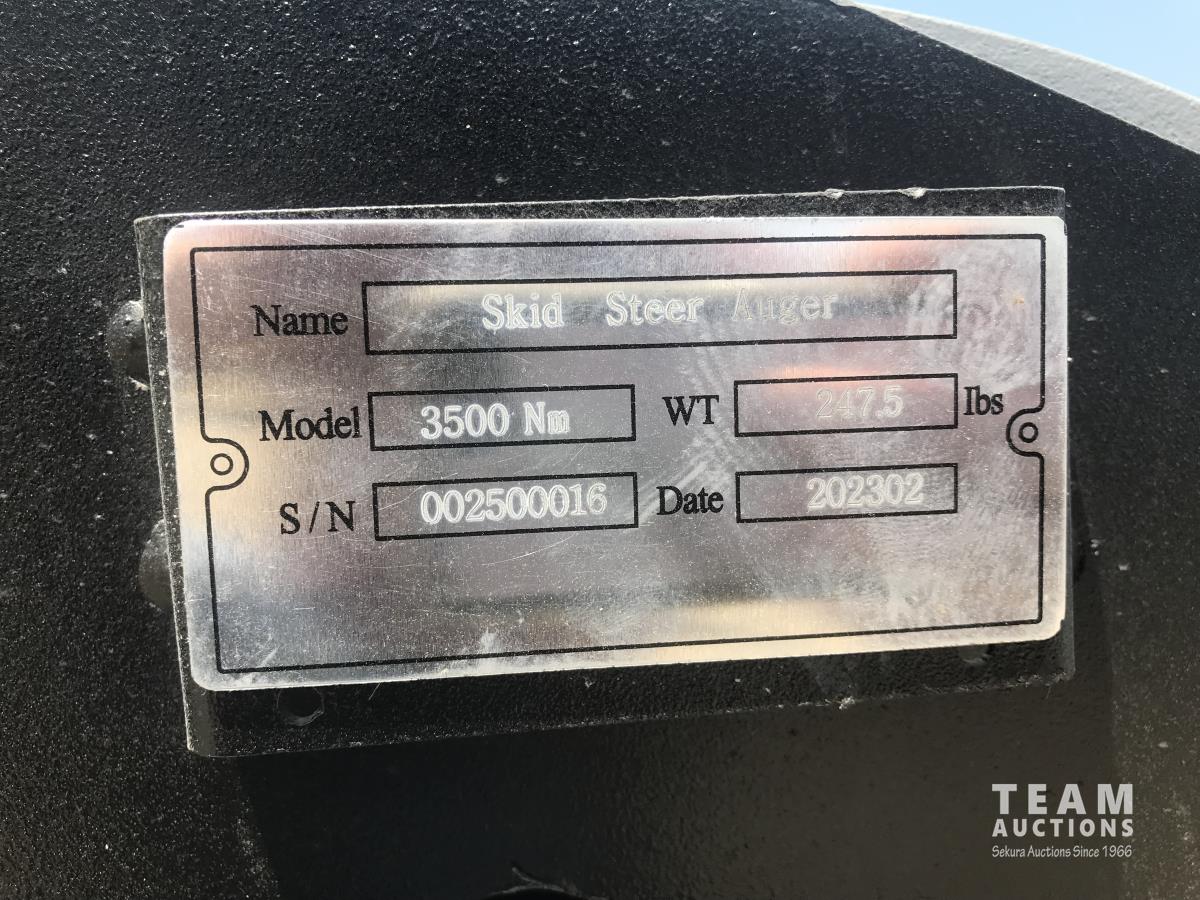 Name Skid Steer Auger
Model 3500 Nm WT 247.5 lbs
S/N 002500016 Date 202302
TEAM
AUCTIONS
Sekura Auctions Since 1966